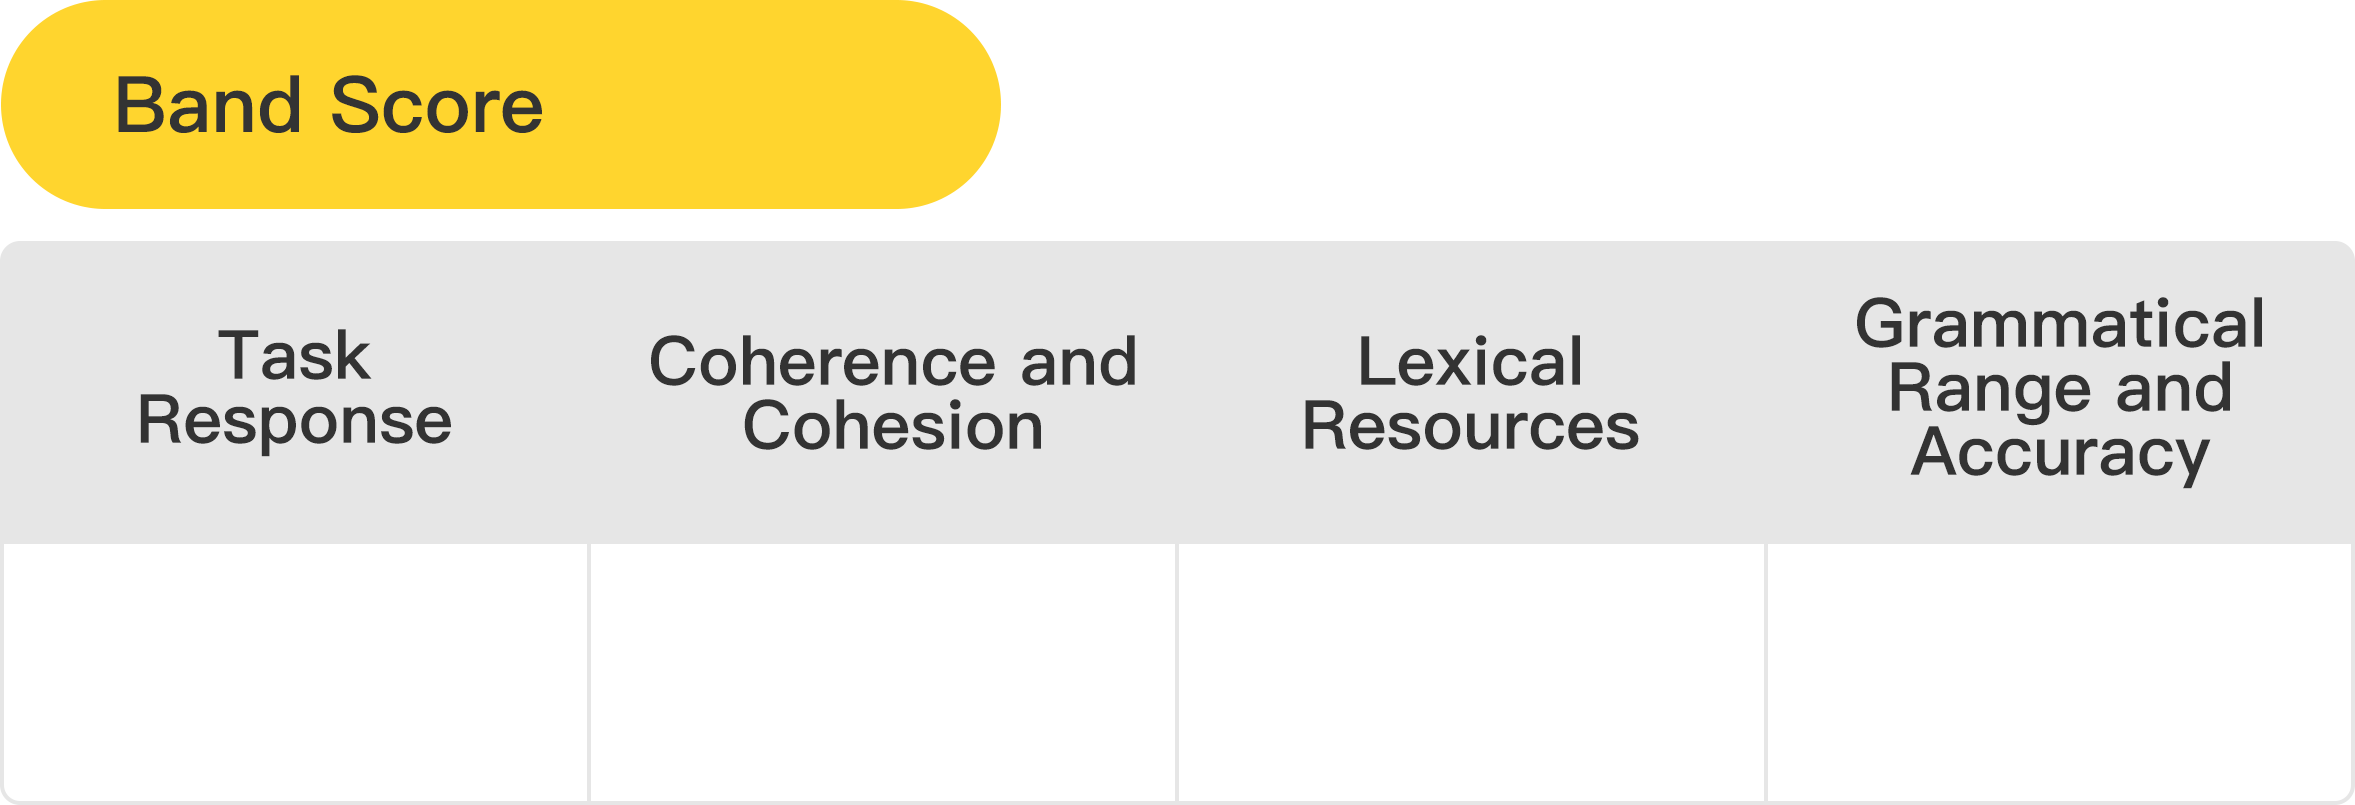 Band Score
Task
Response
Coherence and
Cohesion
Lexical
Resources
Grammatical
Range and
Accuracy